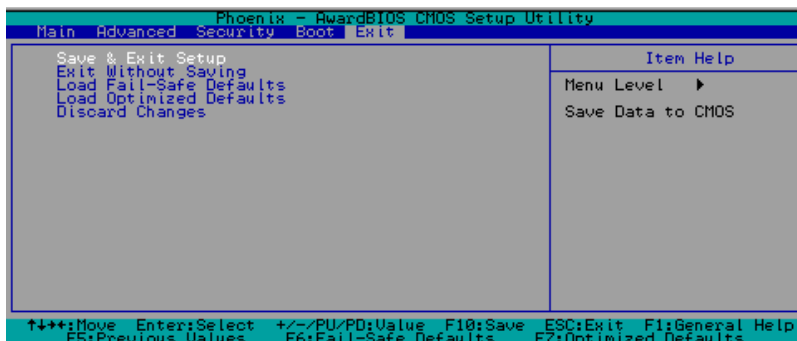 Phoenix - AwardBIOS CMOS Setup Utility
Main Advanced Security Boot Exit
Save & Exit Setup
Exit Without Saving
Load Fail-Safe Defaults
Load Optimized Defaults
Discard Changes
Item Help
Menu Level ▶
Save Data to CMOS
↑↓→←:Move Enter:Select +/-/PU/PD:Value F10:Save ESC:Exit F1:General Help
F5:Previous Values F6:Fail-Safe Defaults F7:Optimized Defaults